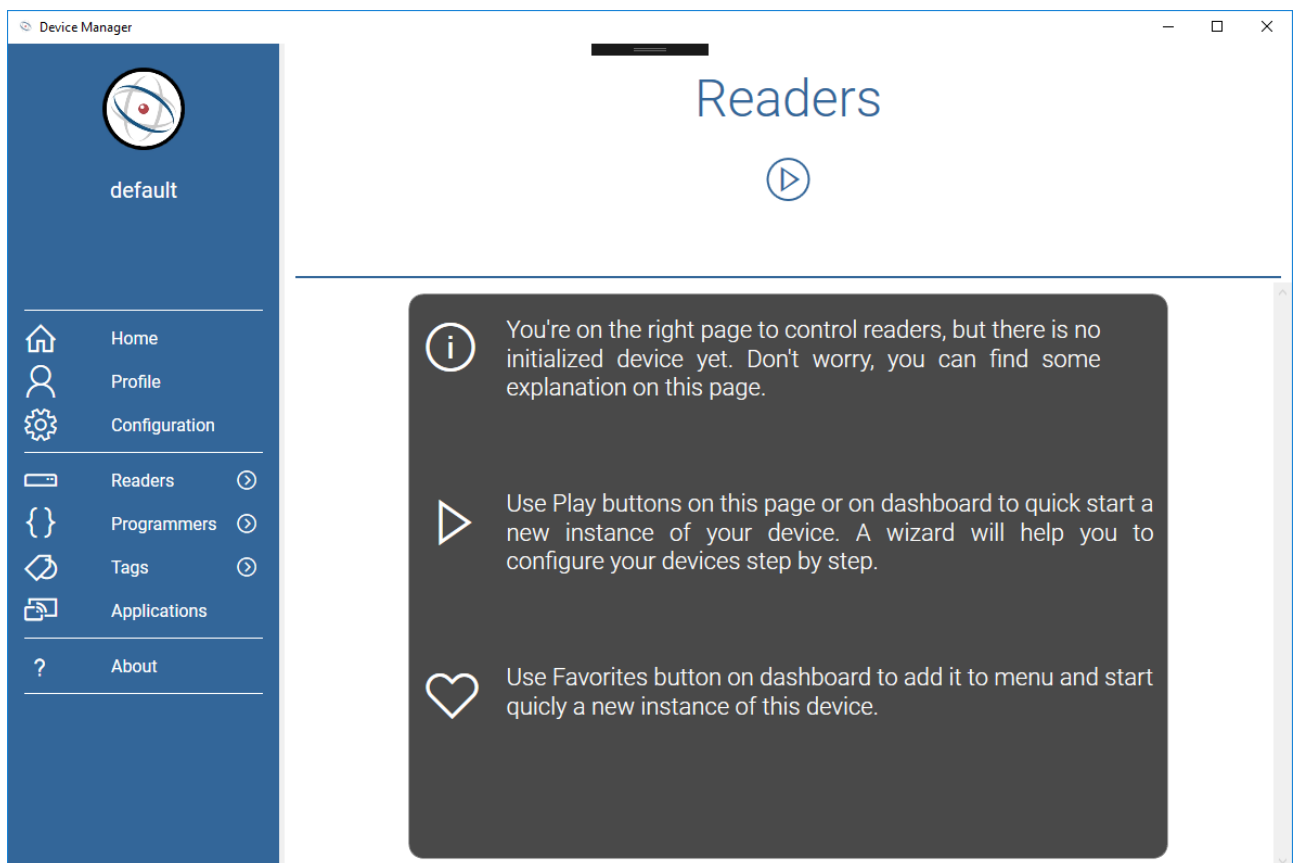 Device Manager
default
Home
Profile
Configuration
Readers
Programmers
Tags
Applications
? About
Readers
i
You're on the right page to control readers, but there is no
initialized device yet. Don't worry, you can find some
explanation on this page.
Use Play buttons on this page or on dashboard to quick start a
new instance of your device. A wizard will help you to
configure your devices step by step.
Use Favorites button on dashboard to add it to menu and start
quicly a new instance of this device.